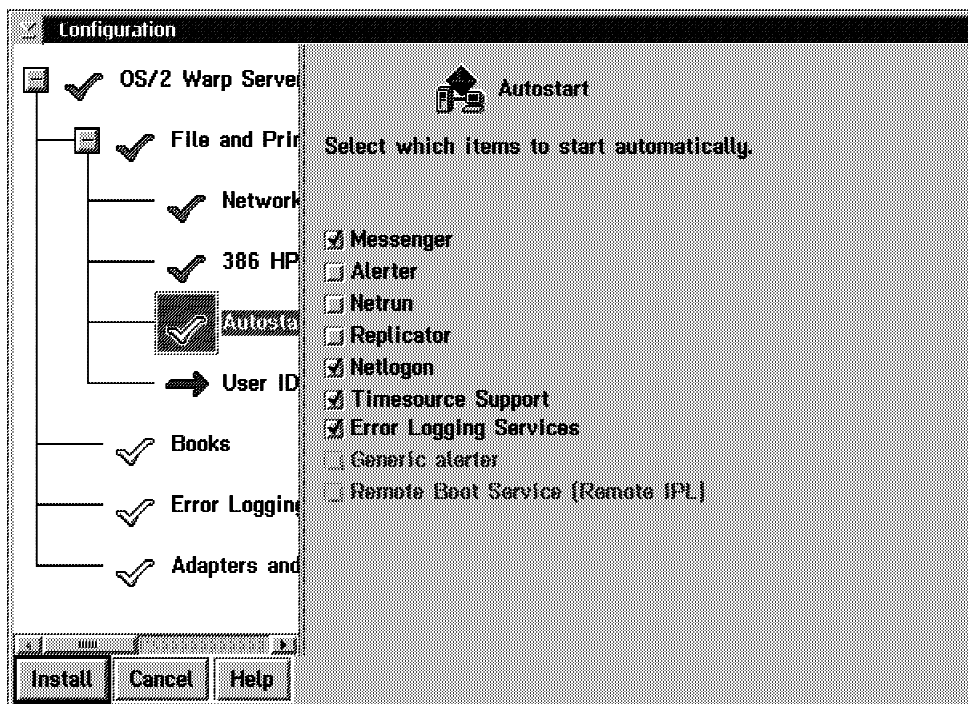 Configuration
OS/2 Warp Server
File and Prin
Network
386 HP
Autosta
User ID
Books
Error Logging
Adapters and
Install
Cancel
Help
Autostart
Select which items to start automatically.
Messenger
Alerter
Netrun
Replicator
Netlogon
Timesource Support
Error Logging Services
Generic alerter
Remote Boot Service (Remote IPL)